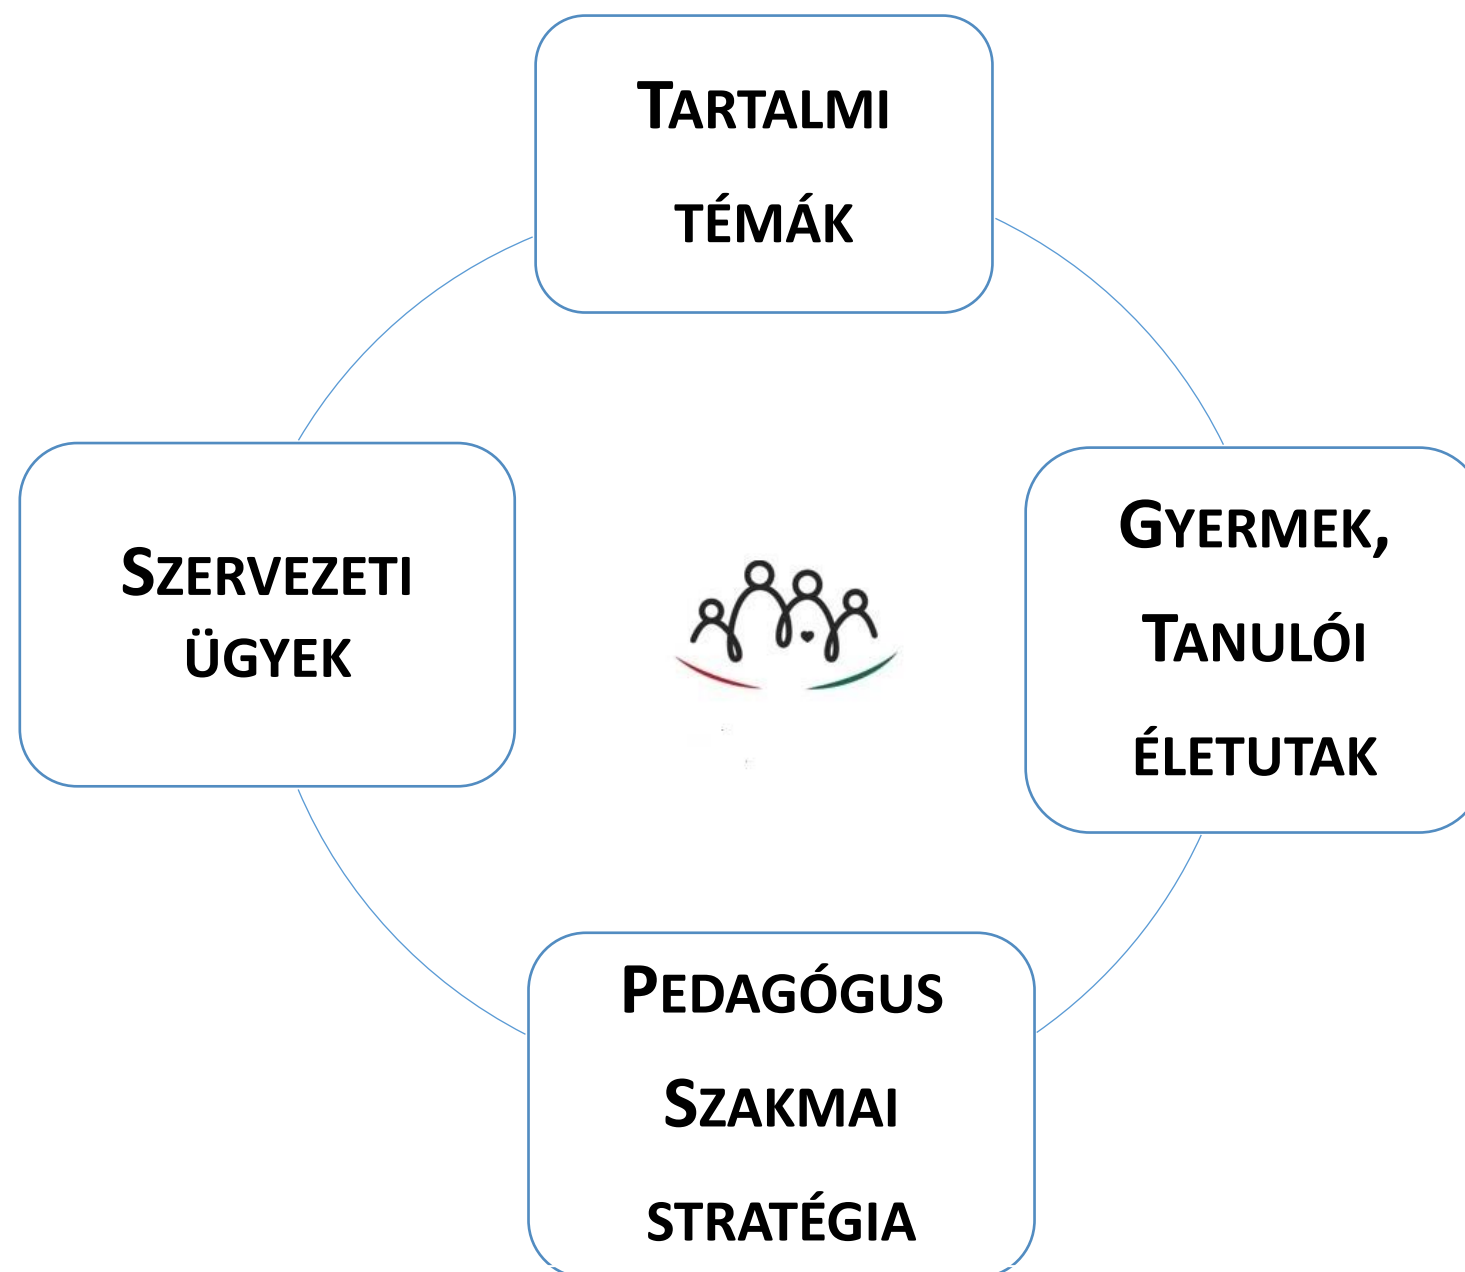 TARTALMI
TÉMÁK
GYERMEK,
TANULÓI
ÉLETUTAK
PEDAGÓGUS
SZAKMAI
STRATÉGIA
SZERVEZETI
ÜGYEK